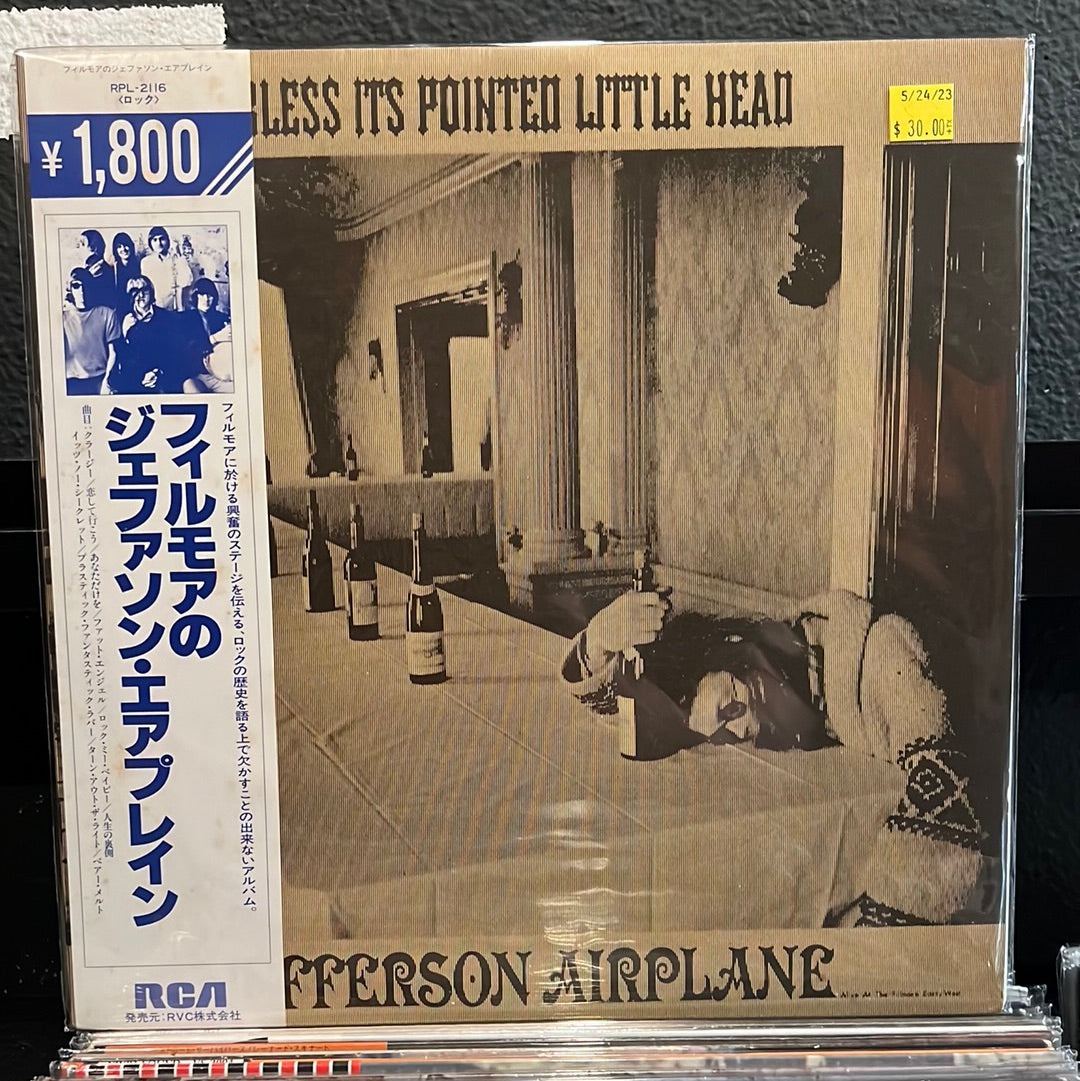 フィルモアのジェファソン・エアプレイン
RPL-2116
〈ロック〉
¥1,800
フィルモアに於ける興奮のステージを伝える、ロックの歴史を語る上で欠かすことの出来ないアルバム。
フィルモアの
ジェファソン・エアプレイン
曲目:クラージー/恋して行こう/あなただけを/ファット・エンジェル/ロック・ミー・ベイビー/人生の裏側
イッツ・ノー・シークレット/プラスティック・ファンタスティック・ラバー/ターン・アウト・ザ・ライト/ベアー・メルト
RCA
発売元:RVC株式会社
LESS ITS POINTED LITTLE HEAD
5/24/23
$ 30.00
FFERSON AIRPLANE
Alive At The Fillmore East/West